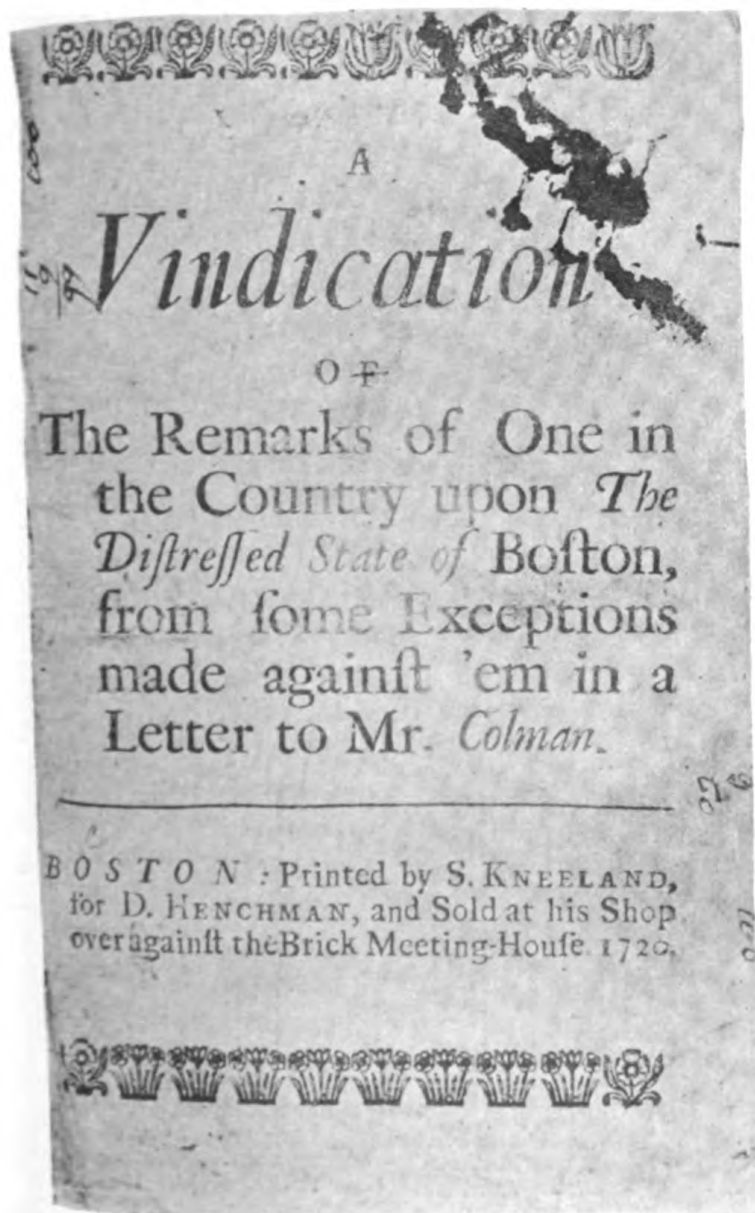 A
Vindication
OF
The Remarks of One in
the Country upon The
Diſtreſſed State of Boſton,
from ſome Exceptions
made againſt 'em in a
Letter to Mr. Colman.
BOSTON: Printed by S. KNEELAND,
for D. HENCHMAN, and Sold at his Shop
over againſt the Brick Meeting-Houſe. 1720.